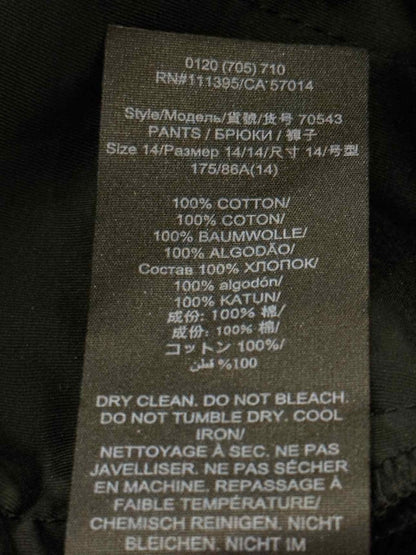 0120 (705) 710
RN#111395/CA 57014
Style/Модель/貨號/货号 70543
PANTS / БРЮКИ / 褲子
Size 14/Размер 14/14/尺寸 14/号型
175/86A(14)
100% COTTON/
100% COTON/
100% BAUMWOLLE/
100% ALGODÃO/
Состав 100% ХЛОПОК/
100% algodón/
100% KATUN/
成份: 100% 棉/
成份: 100% 棉/
コットン 100%/
%100 قطن
DRY CLEAN. DO NOT BLEACH.
DO NOT TUMBLE DRY. COOL
IRON/
NETTOYAGE À SEC. NE PAS
JAVELLISER. NE PAS SÉCHER
EN MACHINE. REPASSAGE À
FAIBLE TEMPÉRATURE/
CHEMISCH REINIGEN. NICHT
BLEICHEN. NICHT IM